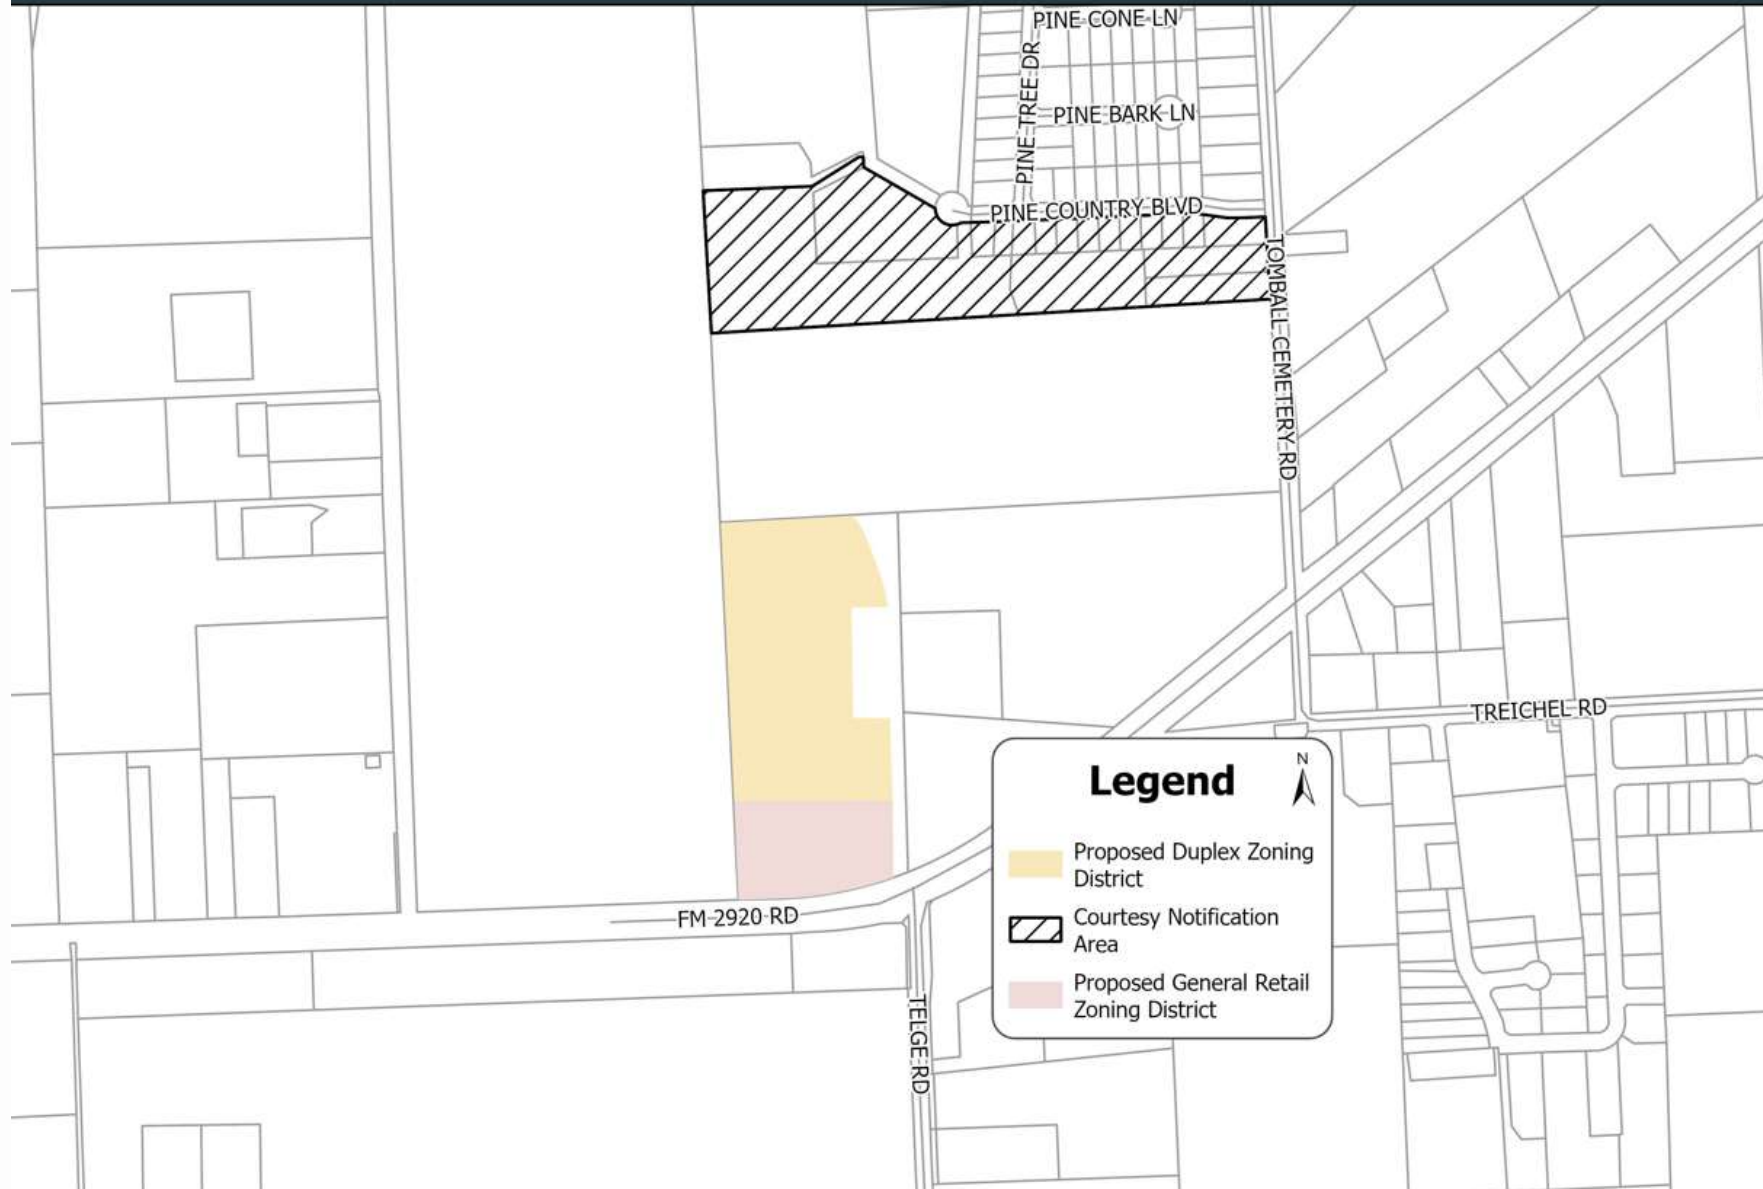 PINE CONE LN
PINE TREE DR
PINE BARK LN
PINE COUNTRY BLVD
TOMBALL CEMETERY RD
TREICHEL RD
FM 2920 RD
TELGE RD
Legend
N
Proposed Duplex Zoning
District
Courtesy Notification
Area
Proposed General Retail
Zoning District